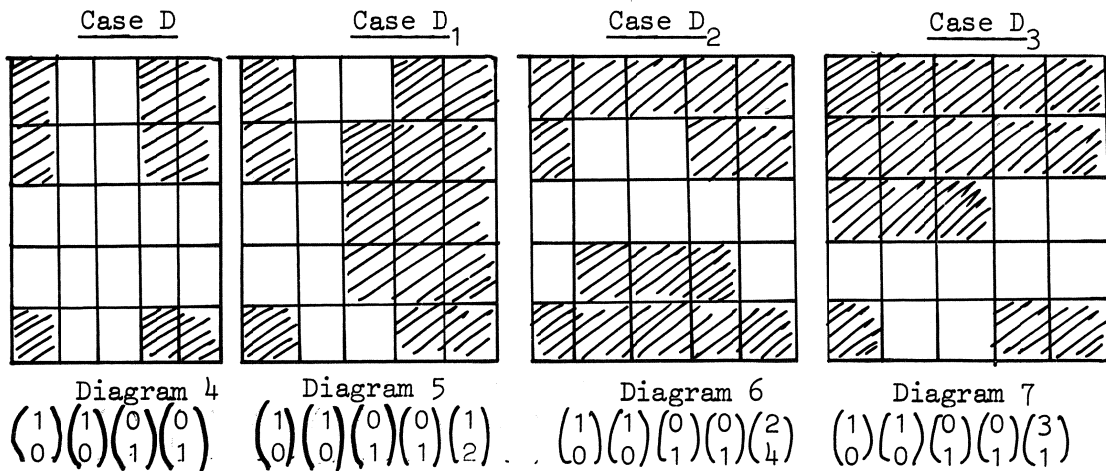 Case D Case D₁ Case D₂ Case D₃
Diagram 4 Diagram 5 Diagram 6 Diagram 7
(1 0)(1 0)(0 1)(0 1) (1 0)(1 0)(0 1)(0 1)(1 2) (1 0)(1 0)(0 1)(0 1)(2 4) (1 0)(1 0)(0 1)(0 1)(3 1)